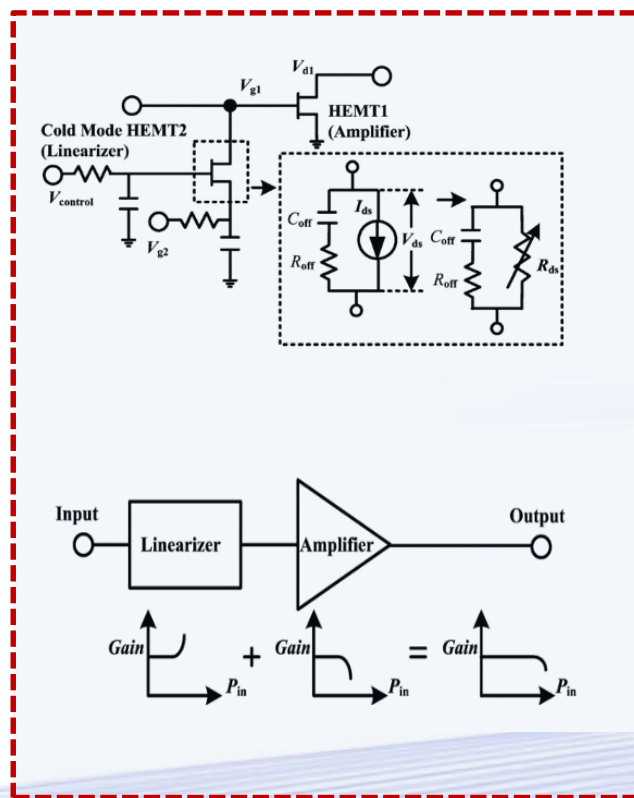 Vd1
Vg1
HEMT1
(Amplifier)
Cold Mode HEMT2
(Linearizer)
Vcontrol
Vg2
Coff
Roff
Ids
Vds
Coff
Roff
Rds
Input
Linearizer
Amplifier
Output
Gain
Pin
+
Gain
Pin
=
Gain
Pin